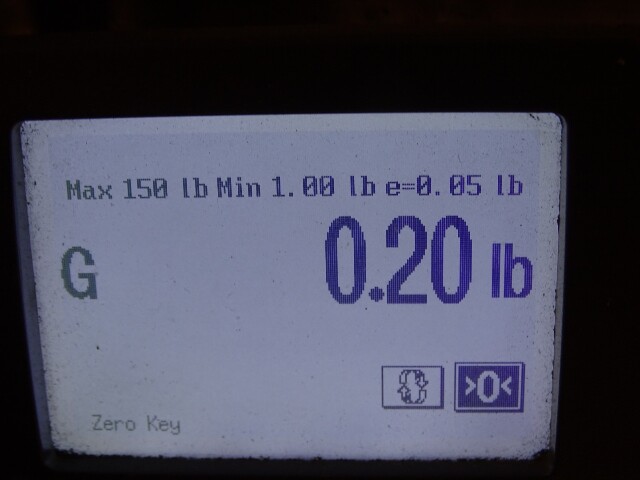 Max 150 lb Min 1.00 lb e=0.05 lb
G 0.20 lb
>0<
Zero Key